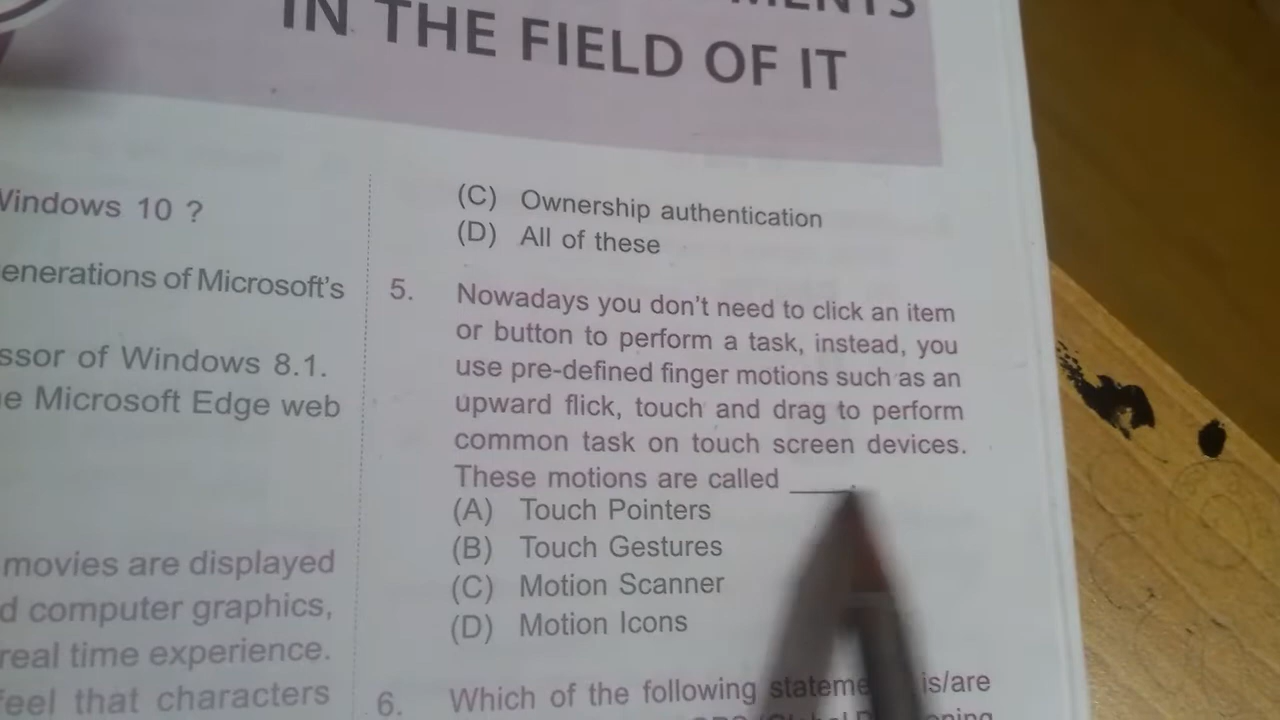 IN THE FIELD OF IT
Windows 10 ?
enerations of Microsoft's
ssor of Windows 8.1.
e Microsoft Edge web
movies are displayed
d computer graphics,
real time experience.
feel that characters
(C) Ownership authentication
(D) All of these
5. Nowadays you don't need to click an item
or button to perform a task, instead, you
use pre-defined finger motions such as an
upward flick, touch and drag to perform
common task on touch screen devices.
These motions are called ____.
(A) Touch Pointers
(B) Touch Gestures
(C) Motion Scanner
(D) Motion Icons
6. Which of the following is/are